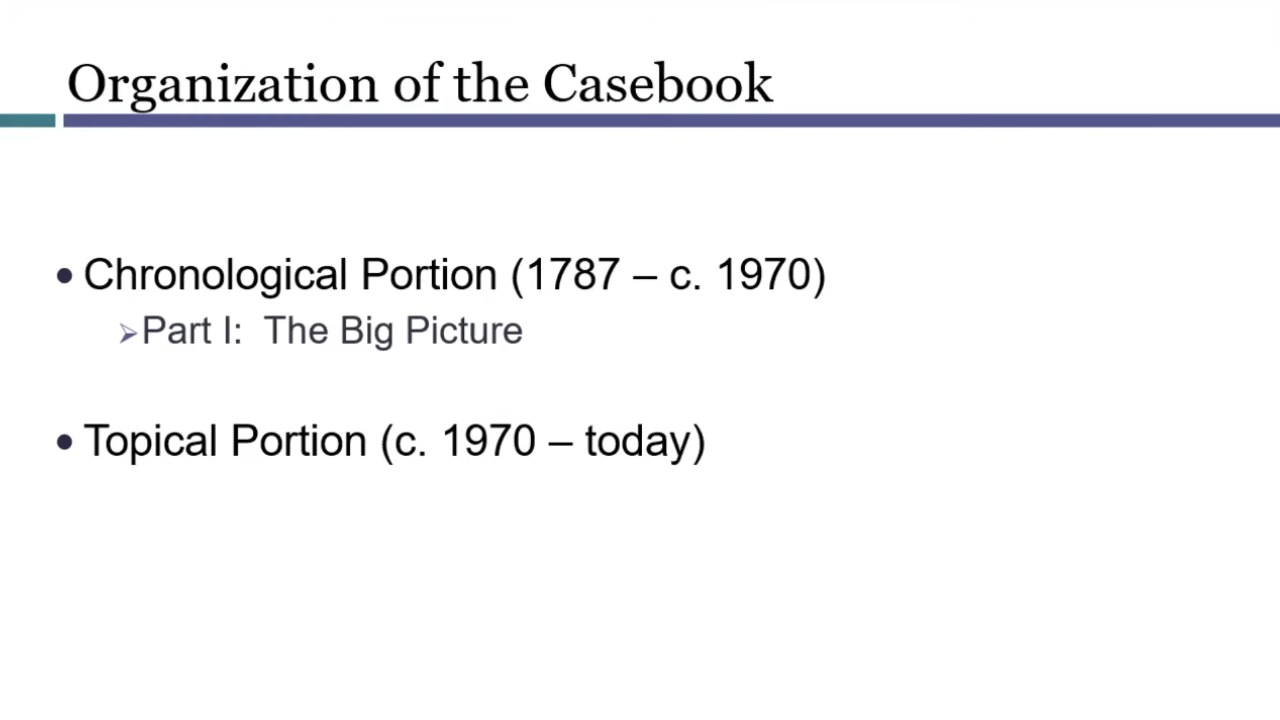 Organization of the Casebook
• Chronological Portion (1787 – c. 1970)
➢ Part I: The Big Picture
• Topical Portion (c. 1970 – today)